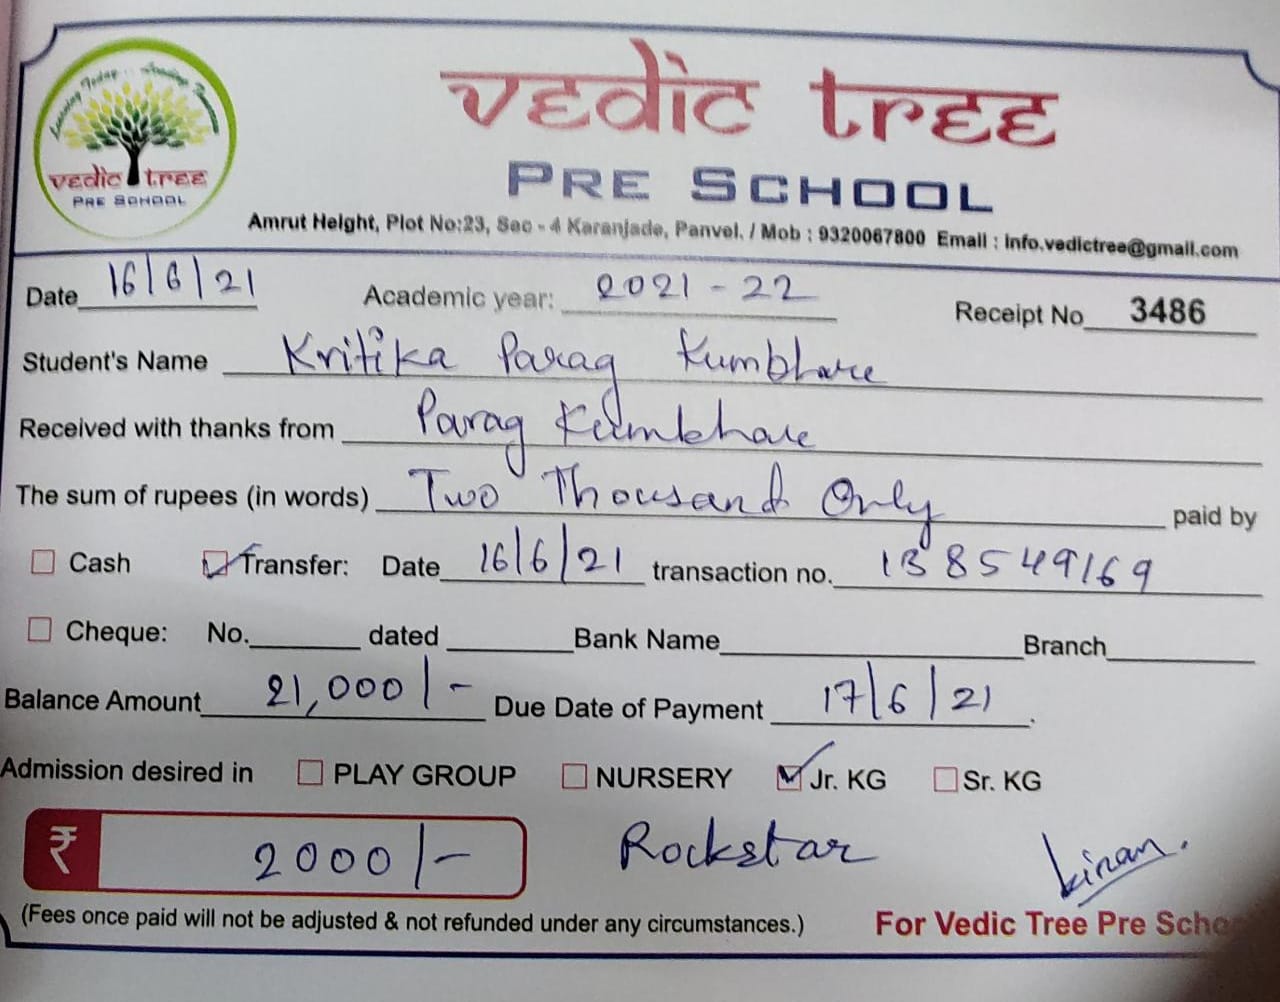 Learning Today... Leading Tomorrow
vedic tree
PRE SCHOOL
vedic tree
PRE SCHOOL
Amrut Height, Plot No:23, Sec - 4 Karanjade, Panvel. / Mob : 9320067800 Email : info.vedictree@gmail.com
Date 16/6/21 Academic year: 2021-22 Receipt No 3486
Student's Name Kritika Parag Kumbhare
Received with thanks from Parag Kumbhare
The sum of rupees (in words) Two Thousand Only paid by
Cash Transfer: Date 16/6/21 transaction no. 138549169
Cheque: No. dated Bank Name Branch
Balance Amount 21,000/- Due Date of Payment 17/6/21.
Admission desired in PLAY GROUP NURSERY Jr. KG Sr. KG
₹ 2000/- Rockstar Kiran.
(Fees once paid will not be adjusted & not refunded under any circumstances.) For Vedic Tree Pre Scho